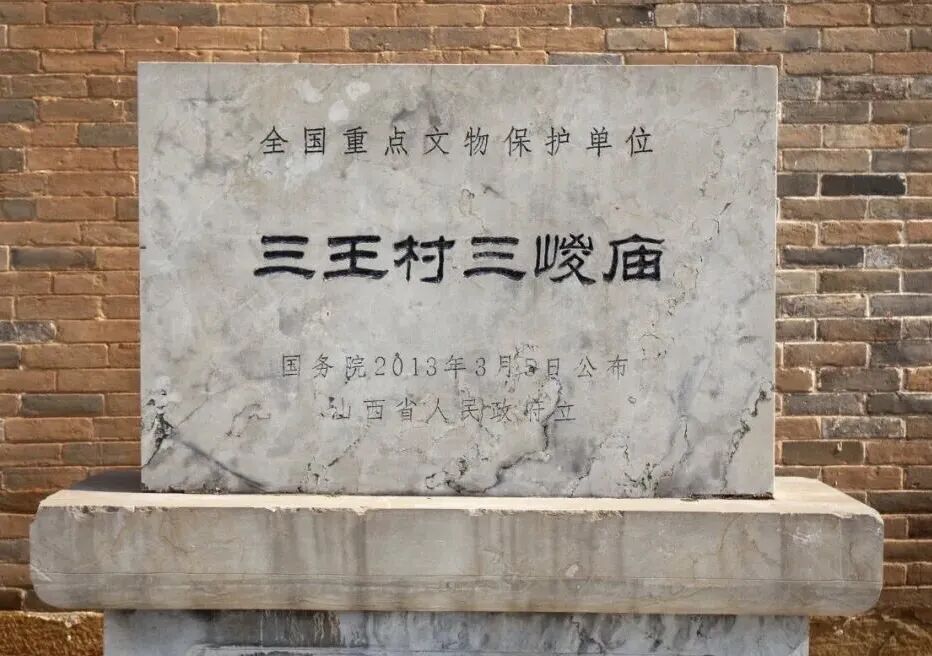 全国重点文物保护单位
三王村三嵕庙
国务院2013年3月5日公布
山西省人民政府立